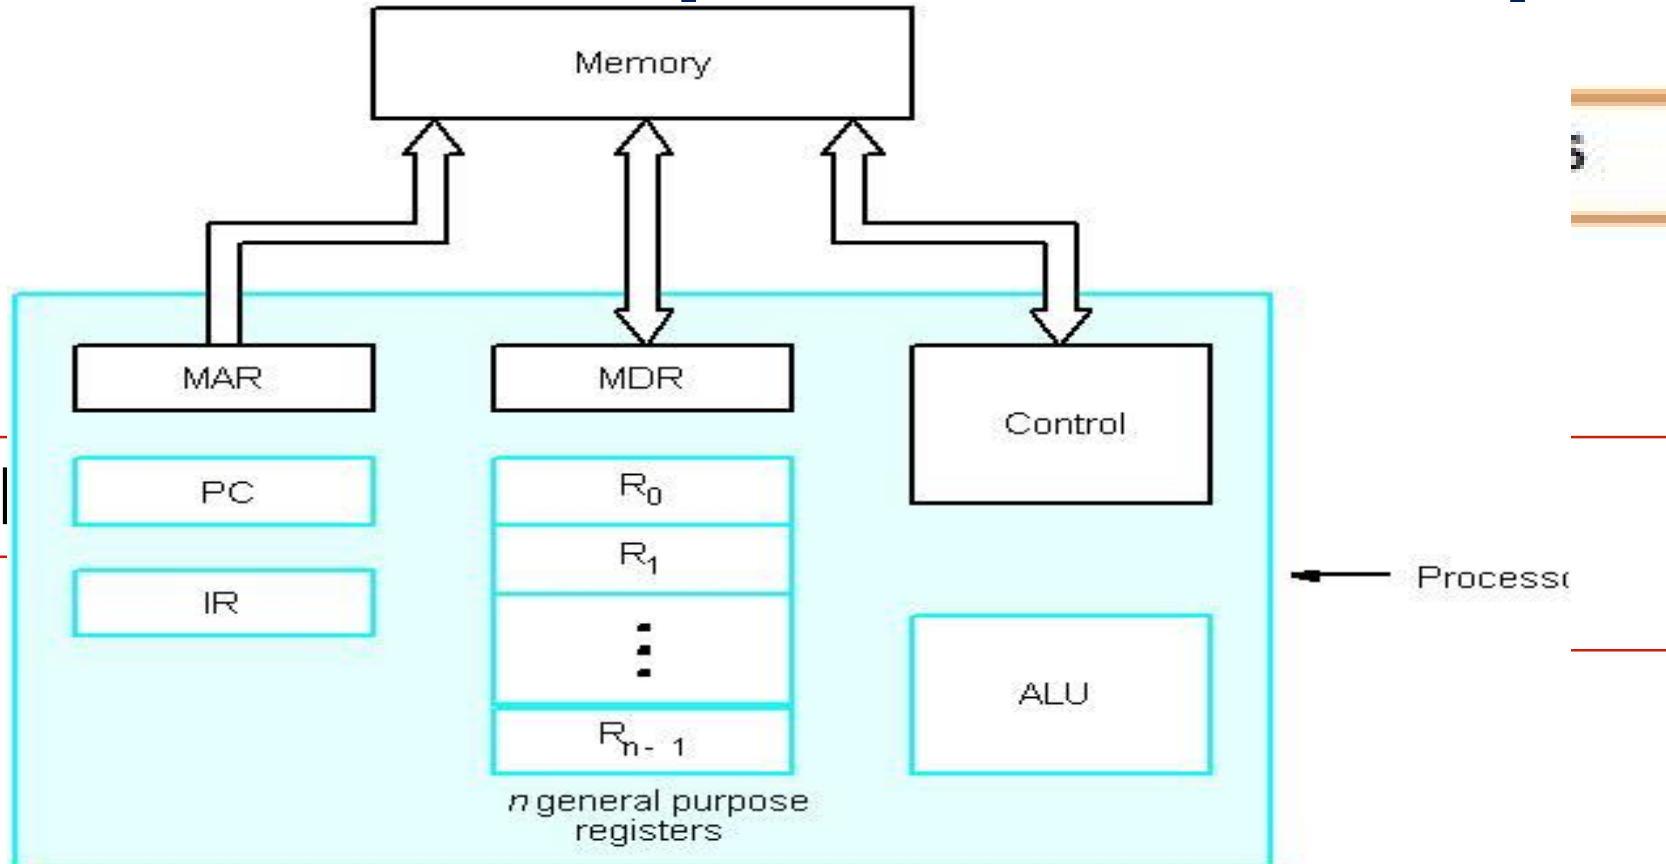 Memory
MAR
MDR
Control
PC
R0
R1
IR
ALU
Rn-1
n general purpose
registers